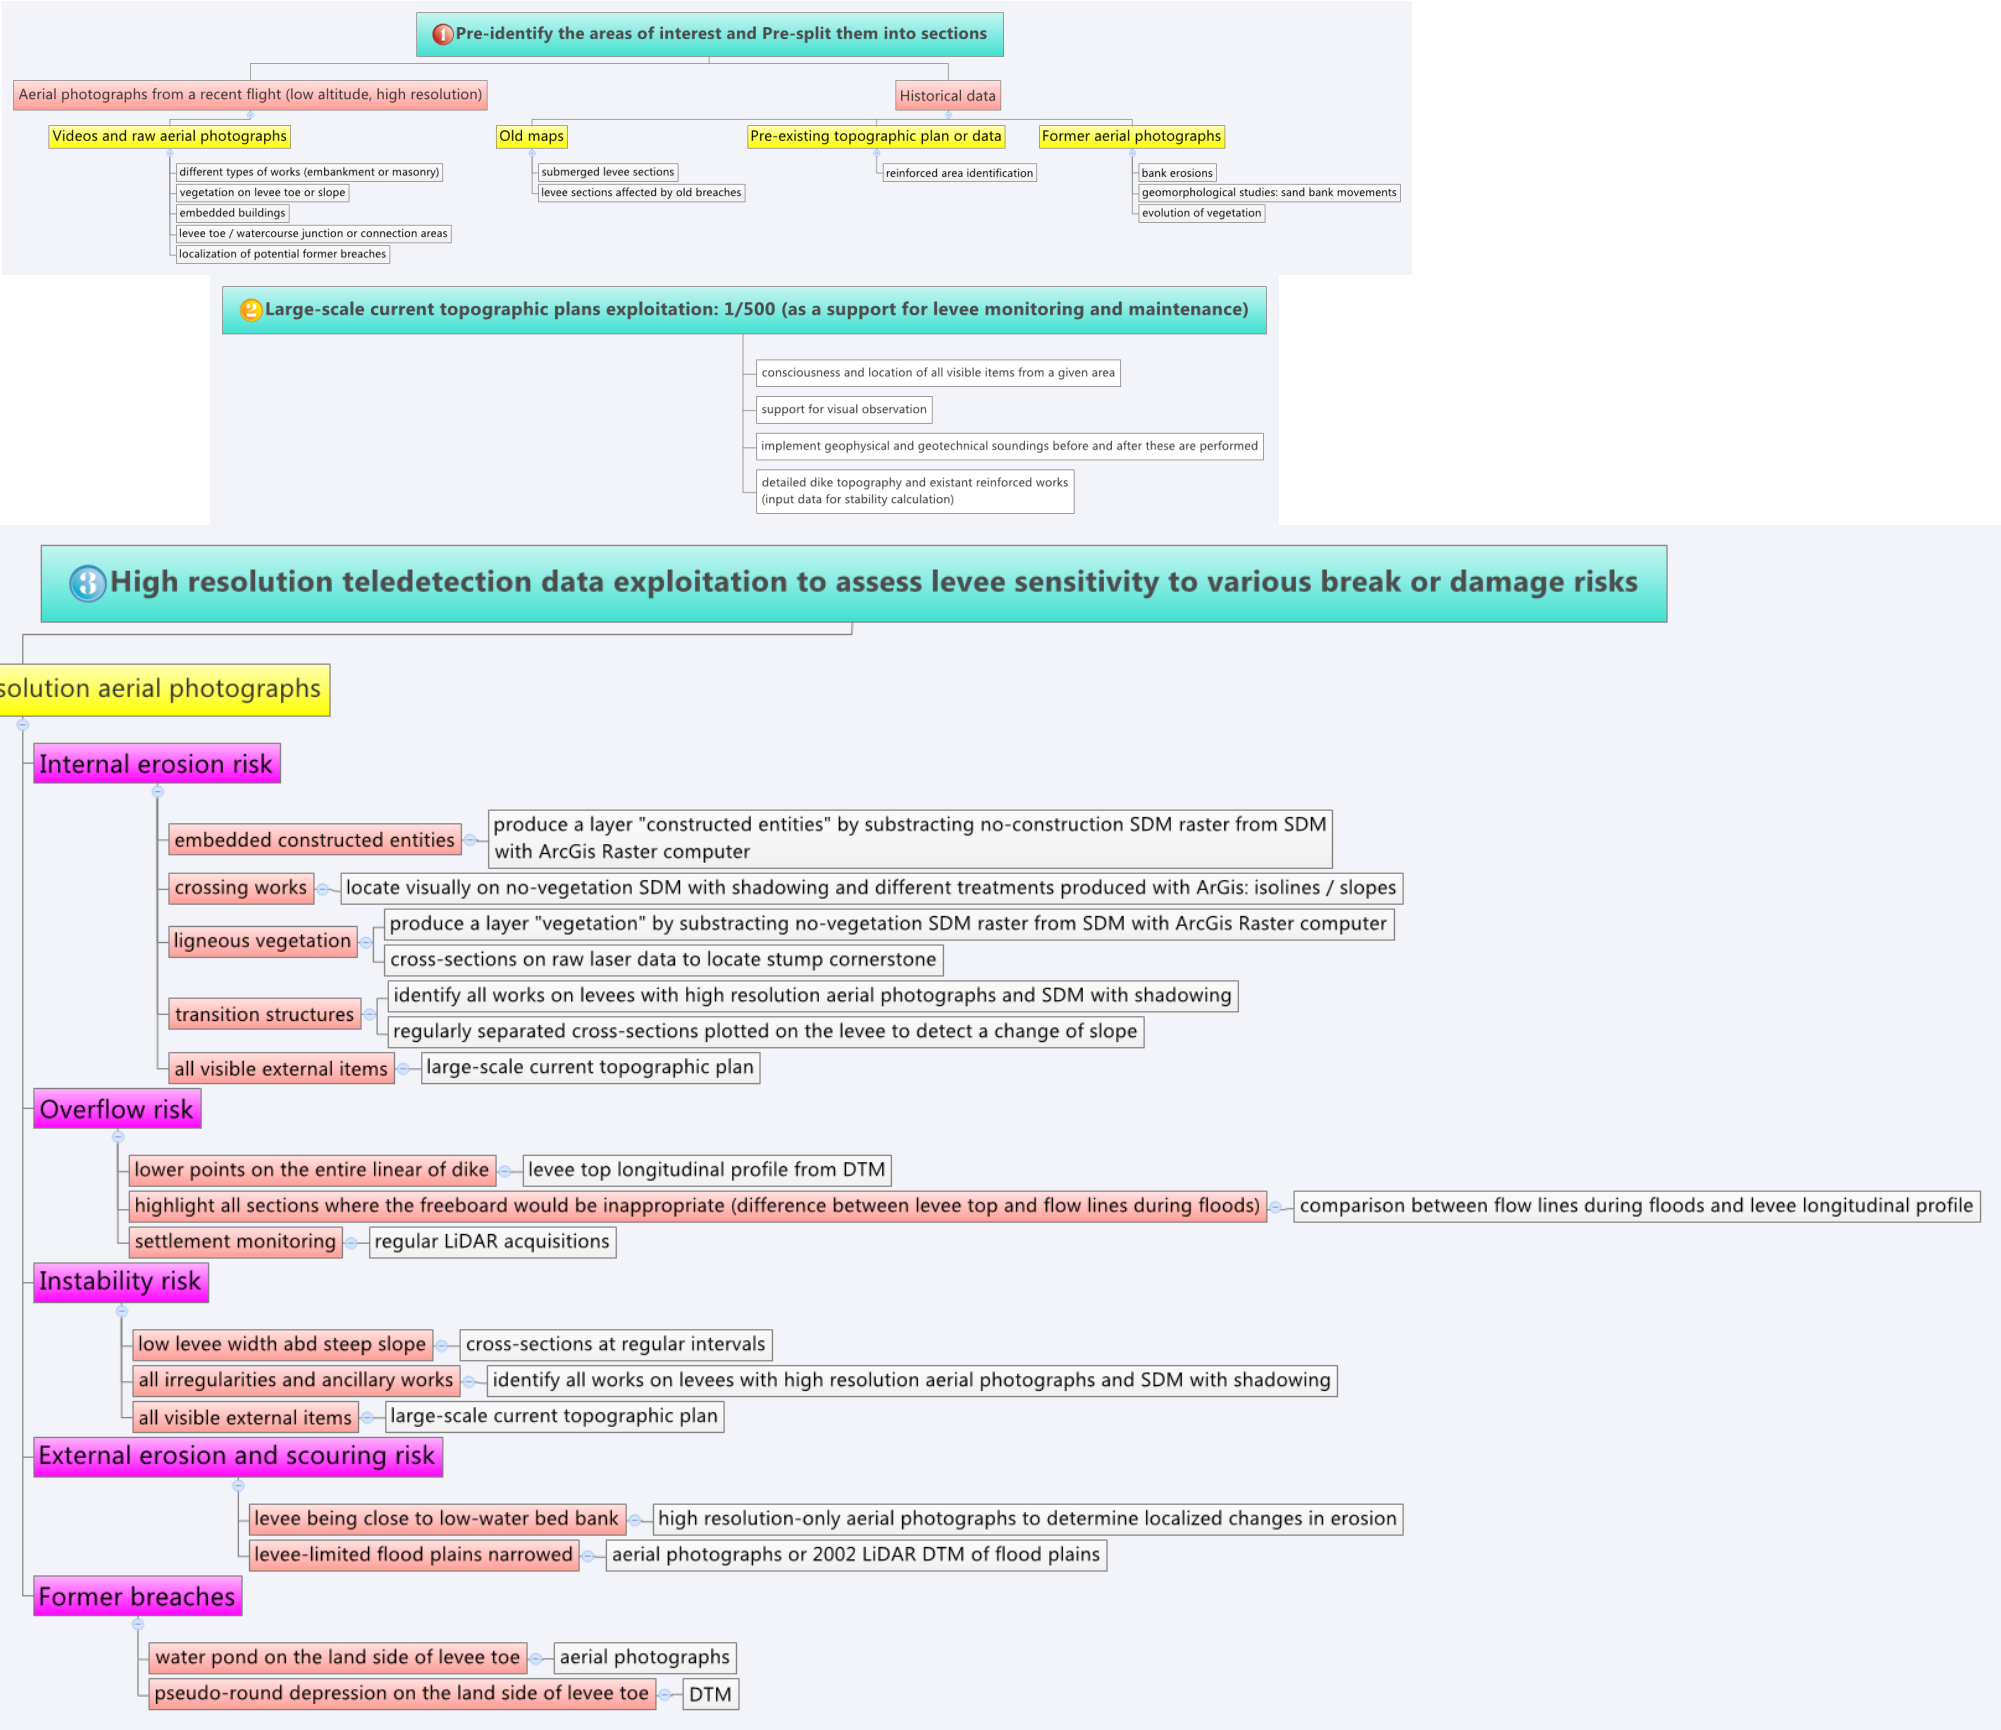 1 Pre-identify the areas of interest and Pre-split them into sections
Aerial photographs from a recent flight (low altitude, high resolution)
Historical data
Videos and raw aerial photographs
Old maps
Pre-existing topographic plan or data
Former aerial photographs
different types of works (embankment or masonry)
vegetation on levee toe or slope
embedded buildings
levee toe / watercourse junction or connection areas
localization of potential former breaches
submerged levee sections
levee sections affected by old breaches
reinforced area identification
bank erosions
geomorphological studies: sand bank movements
evolution of vegetation
2 Large-scale current topographic plans exploitation: 1/500 (as a support for levee monitoring and maintenance)
consciousness and location of all visible items from a given area
support for visual observation
implement geophysical and geotechnical soundings before and after these are performed
detailed dike topography and existant reinforced works
(input data for stability calculation)
3 High resolution teledetection data exploitation to assess levee sensitivity to various break or damage risks
solution aerial photographs
Internal erosion risk
embedded constructed entities
produce a layer "constructed entities" by substracting no-construction SDM raster from SDM
with ArcGis Raster computer
crossing works
locate visually on no-vegetation SDM with shadowing and different treatments produced with ArGis: isolines / slopes
ligneous vegetation
produce a layer "vegetation" by substracting no-vegetation SDM raster from SDM with ArcGis Raster computer
cross-sections on raw laser data to locate stump cornerstone
transition structures
identify all works on levees with high resolution aerial photographs and SDM with shadowing
regularly separated cross-sections plotted on the levee to detect a change of slope
all visible external items
large-scale current topographic plan
Overflow risk
lower points on the entire linear of dike
levee top longitudinal profile from DTM
highlight all sections where the freeboard would be inappropriate (difference between levee top and flow lines during floods)
comparison between flow lines during floods and levee longitudinal profile
settlement monitoring
regular LiDAR acquisitions
Instability risk
low levee width abd steep slope
cross-sections at regular intervals
all irregularities and ancillary works
identify all works on levees with high resolution aerial photographs and SDM with shadowing
all visible external items
large-scale current topographic plan
External erosion and scouring risk
levee being close to low-water bed bank
high resolution-only aerial photographs to determine localized changes in erosion
levee-limited flood plains narrowed
aerial photographs or 2002 LiDAR DTM of flood plains
Former breaches
water pond on the land side of levee toe
aerial photographs
pseudo-round depression on the land side of levee toe
DTM